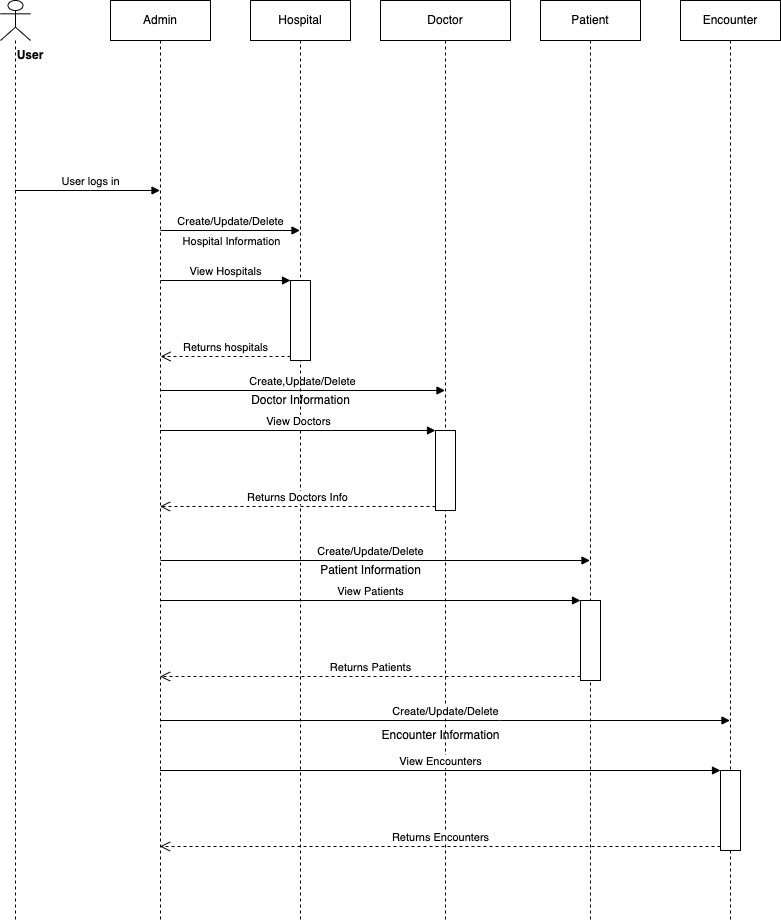 Admin
Hospital
Doctor
Patient
Encounter
User
User logs in
Create/Update/Delete
Hospital Information
View Hospitals
Returns hospitals
Create,Update/Delete
Doctor Information
View Doctors
Returns Doctors Info
Create/Update/Delete
Patient Information
View Patients
Returns Patients
Create/Update/Delete
Encounter Information
View Encounters
Returns Encounters